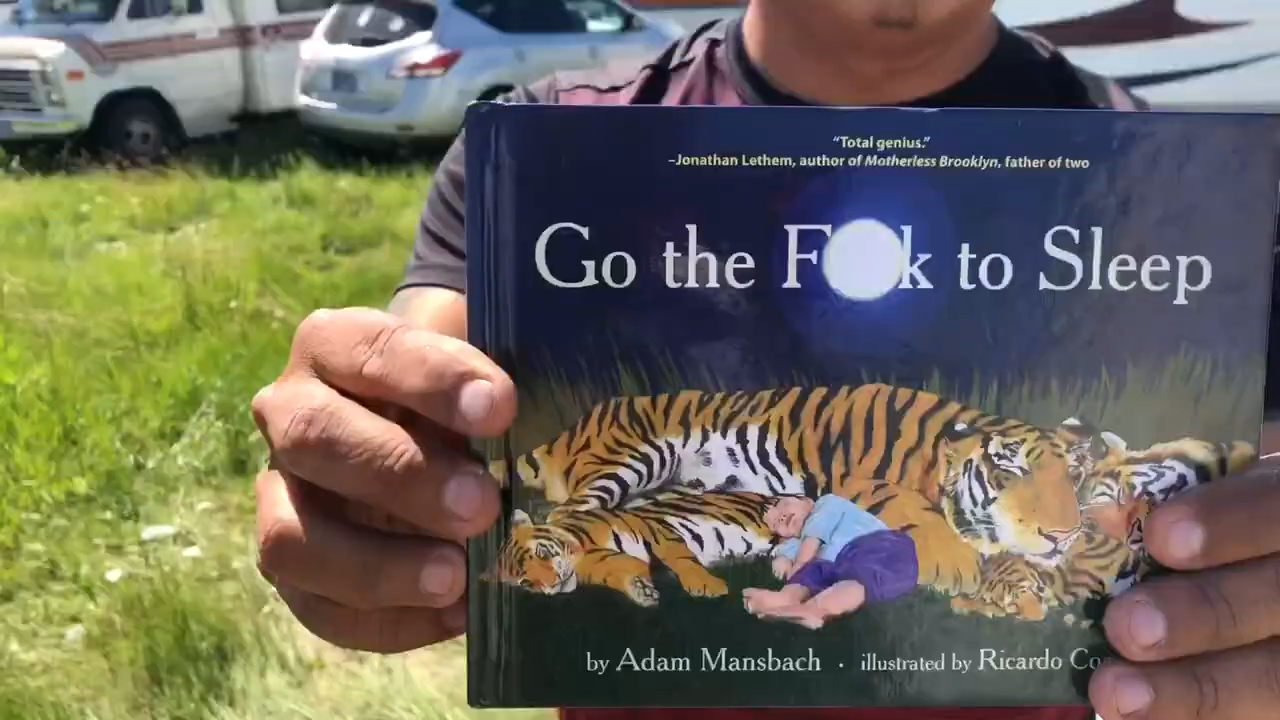 "Total genius."
–Jonathan Lethem, author of Motherless Brooklyn, father of two
Go the F k to Sleep
by Adam Mansbach · illustrated by Ricardo